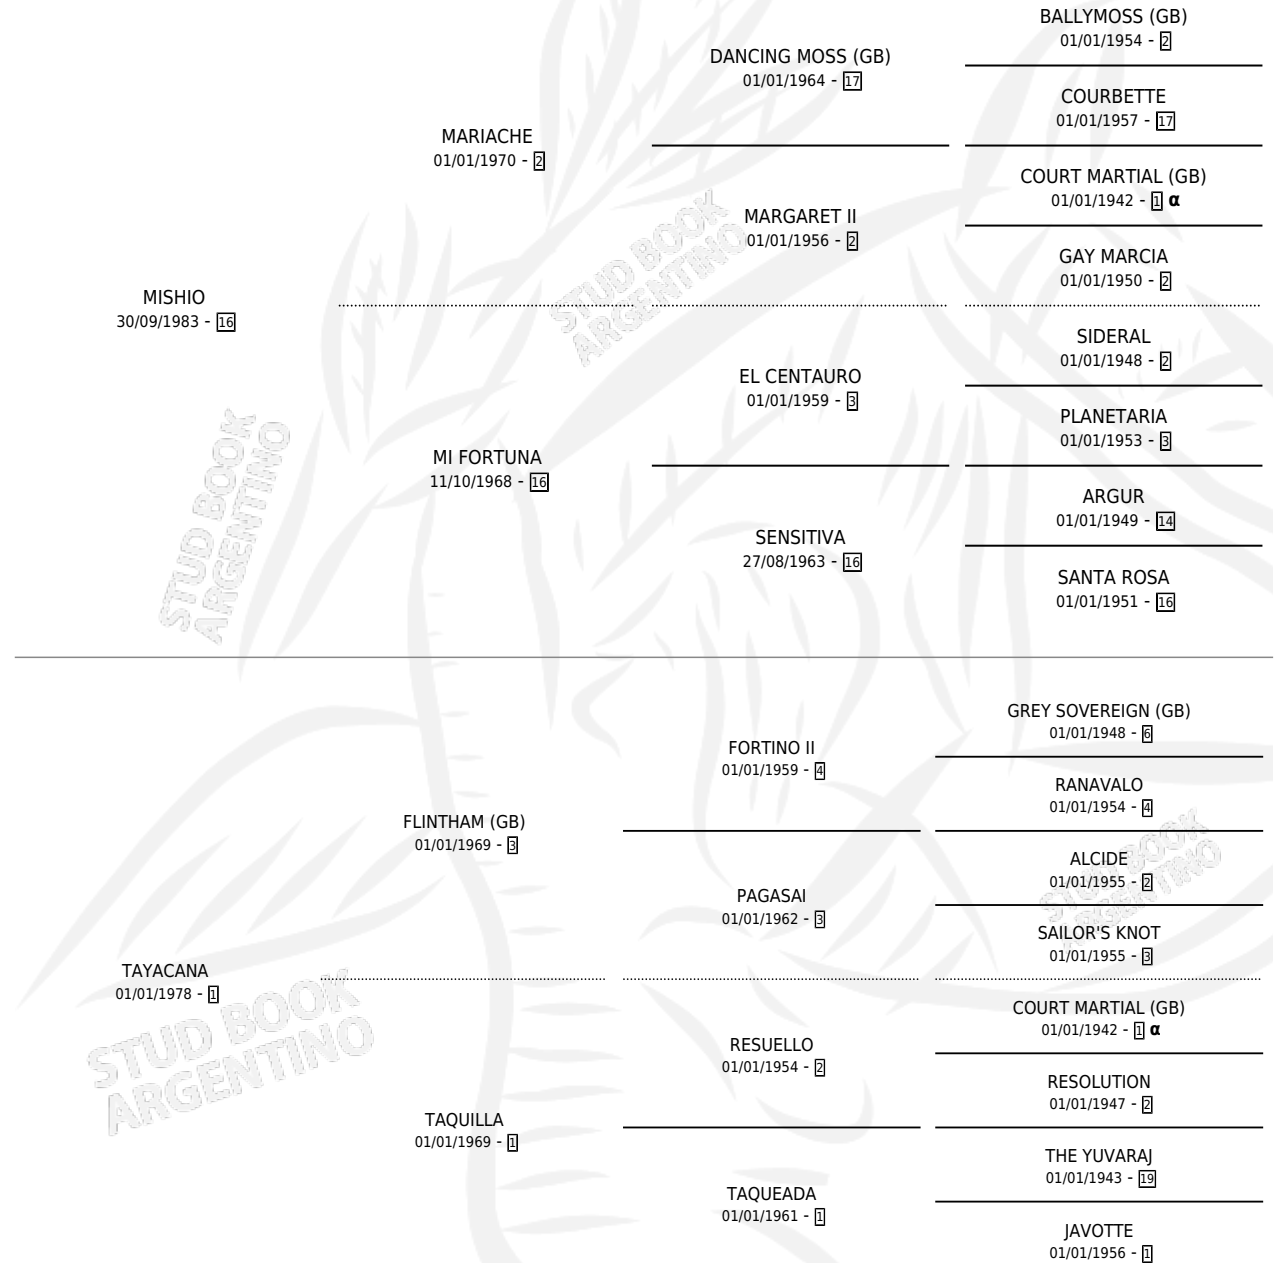 BALLYMOSS (GB)
01/01/1954 - 2
DANCING MOSS (GB)
01/01/1964 - 17
COURBETTE
01/01/1957 - 17
MARIACHE
01/01/1970 - 2
COURT MARTIAL (GB)
01/01/1942 - 1 α
MARGARET II
01/01/1956 - 2
GAY MARCIA
01/01/1950 - 2
MISHIO
30/09/1983 - 16
SIDERAL
01/01/1948 - 2
EL CENTAURO
01/01/1959 - 3
PLANETARIA
01/01/1953 - 3
MI FORTUNA
11/10/1968 - 16
ARGUR
01/01/1949 - 14
SENSITIVA
27/08/1963 - 16
SANTA ROSA
01/01/1951 - 16
GREY SOVEREIGN (GB)
01/01/1948 - 6
FORTINO II
01/01/1959 - 4
RANAVALO
01/01/1954 - 4
FLINTHAM (GB)
01/01/1969 - 3
ALCIDE
01/01/1955 - 2
PAGASAI
01/01/1962 - 3
SAILOR'S KNOT
01/01/1955 - 3
TAYACANA
01/01/1978 - 1
COURT MARTIAL (GB)
01/01/1942 - 1 α
RESUELLO
01/01/1954 - 2
RESOLUTION
01/01/1947 - 2
TAQUILLA
01/01/1969 - 1
THE YUVARAJ
01/01/1943 - 19
TAQUEADA
01/01/1961 - 1
JAVOTTE
01/01/1956 - 1
STUD BOOK
ARGENTINO
STUD BOOK
ARGENTINO
STUD BOOK
ARGENTINO
STUD BOOK
ARGENTINO